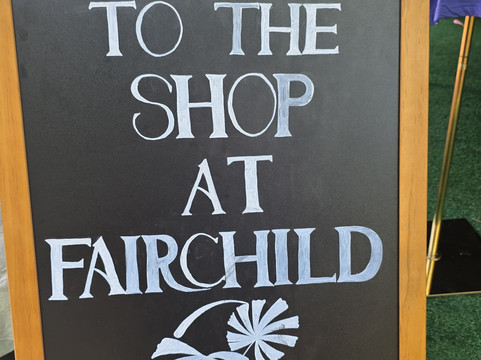 TO THE
SHOP
AT
FAIRCHILD